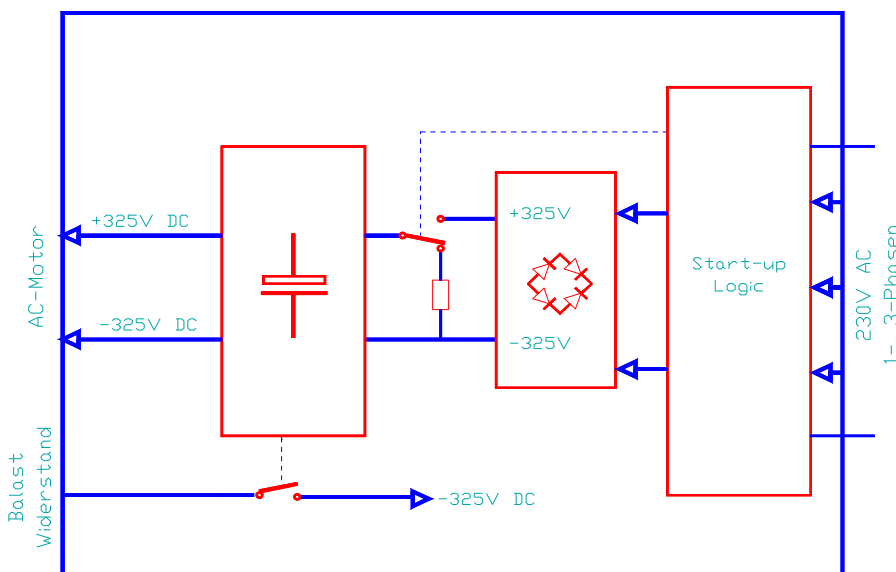 +325V DC
-325V DC
AC-Motor
+325V
-325V
Start-up
Logic
230V AC
Balast
Widerstand
-325V DC